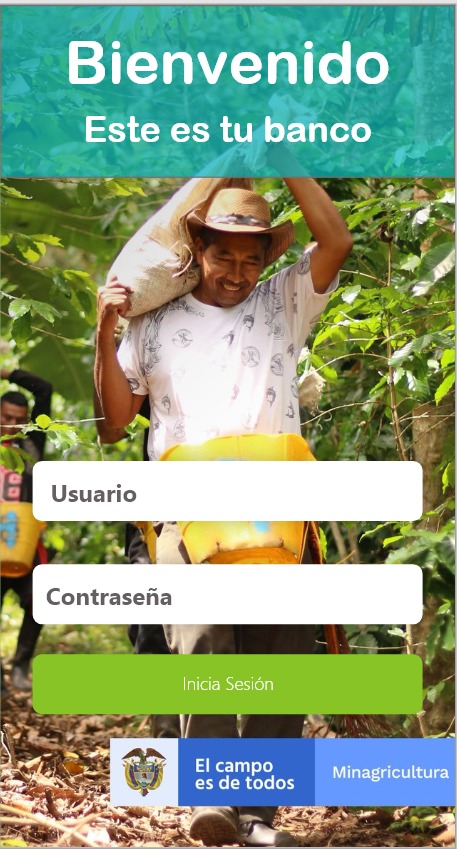 Bienvenido
Este es tu banco
Usuario
Contraseña
Inicia Sesión
El campo
es de todos
Minagricultura